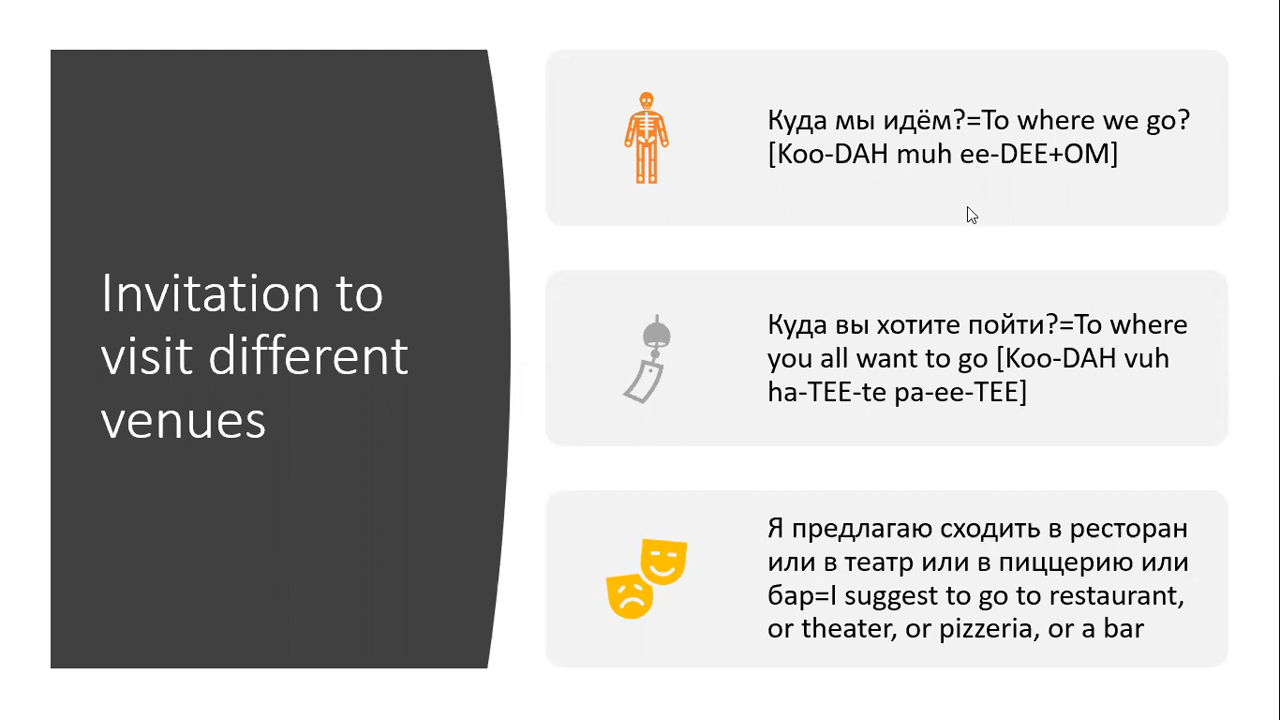 Invitation to
visit different
venues
Куда мы идём?=To where we go?
[Koo-DAH muh ee-DEE+OM]
Куда вы хотите пойти?=To where
you all want to go [Koo-DAH vuh
ha-TEE-te pa-ee-TEE]
Я предлагаю сходить в ресторан
или в театр или в пиццерию или
бар=I suggest to go to restaurant,
or theater, or pizzeria, or a bar